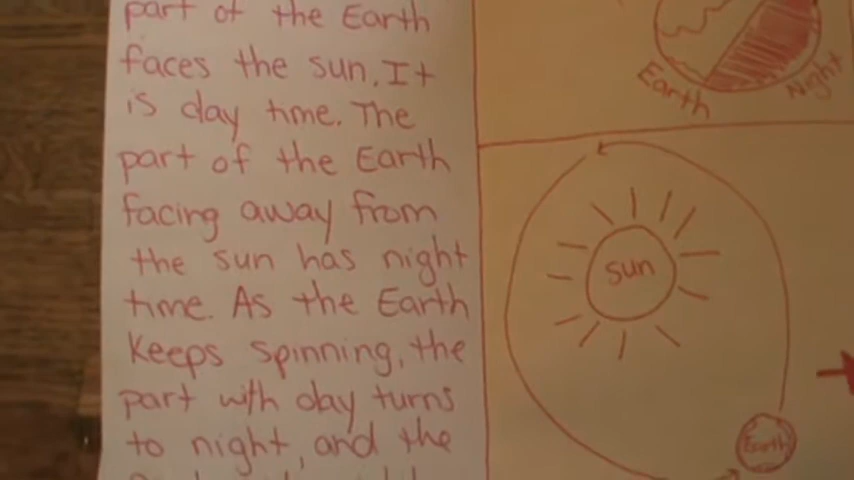 part of the Earth
faces the sun. It
is day time. The
part of the Earth
facing away from
the sun has night
time. As the Earth
keeps spinning, the
part with day turns
to night, and the
Earth
Night
sun
Earth